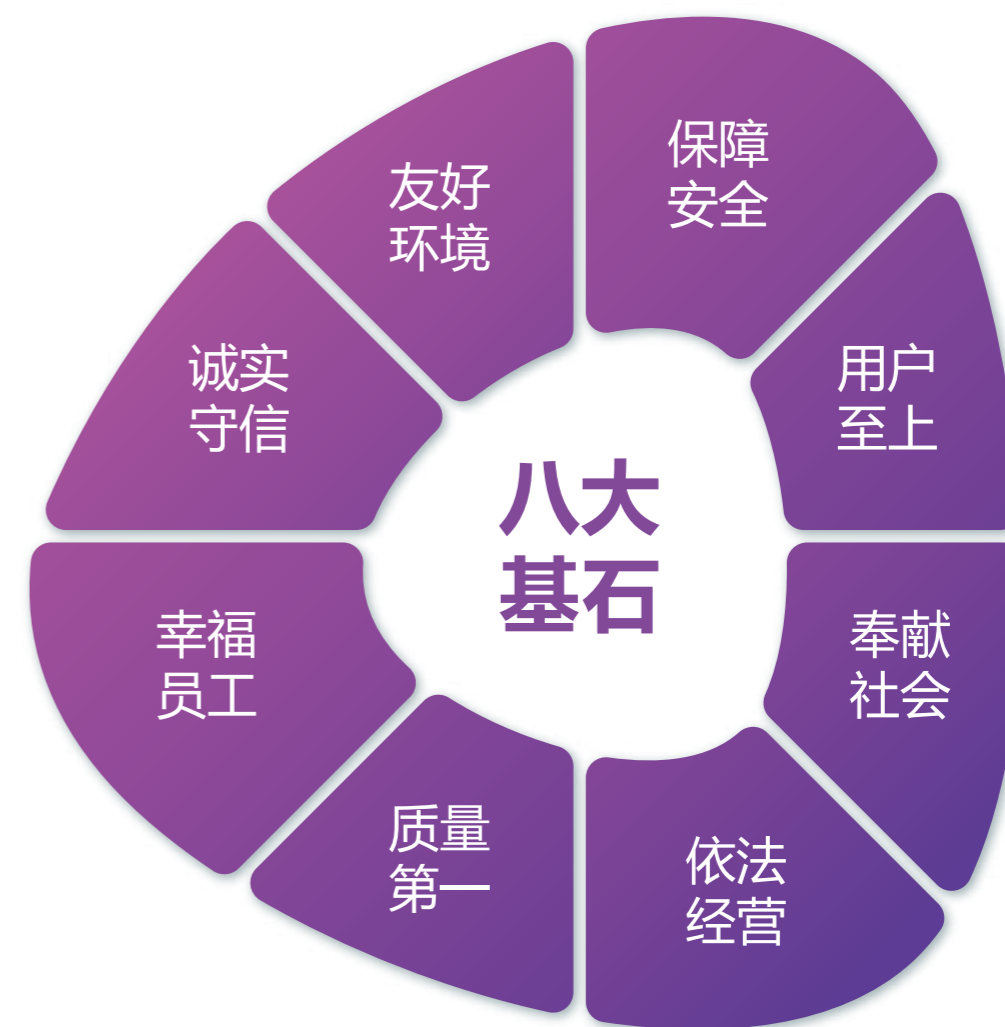 保障
安全
友好
环境
用户
至上
诚实
守信
八大
基石
幸福
员工
奉献
社会
质量
第一
依法
经营